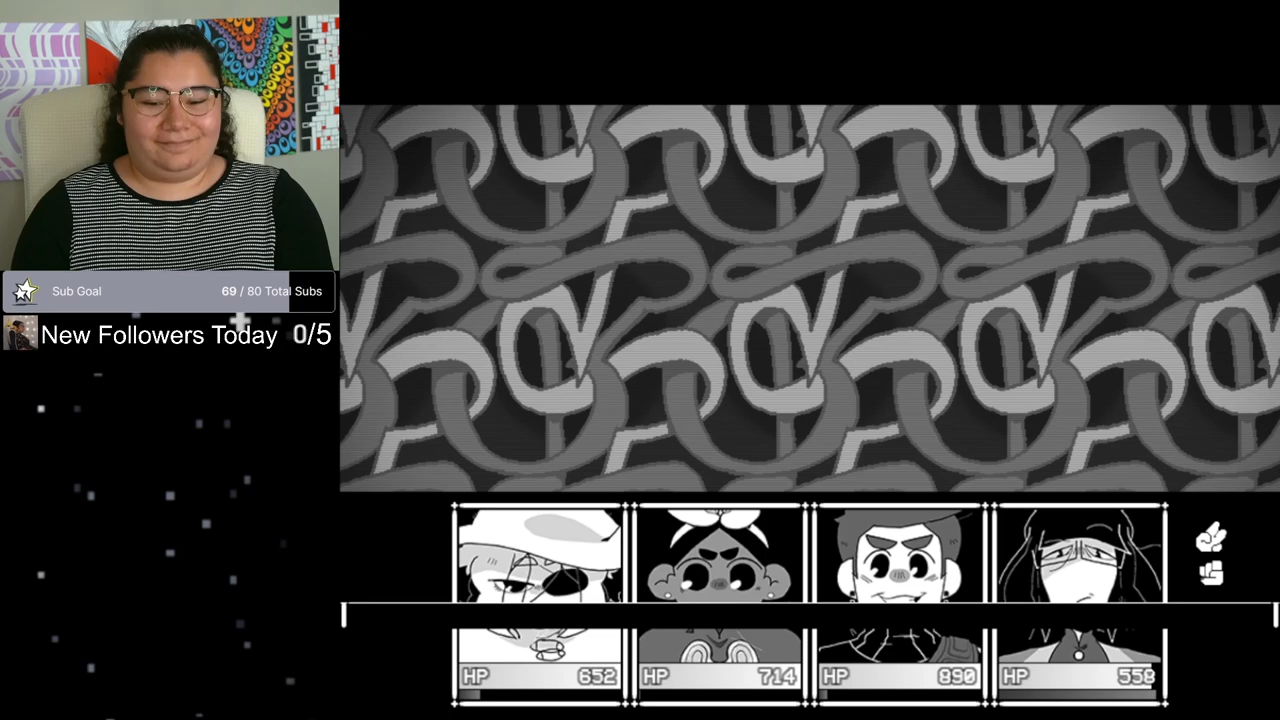 Sub Goal 69 / 80 Total Subs
New Followers Today 0/5
HP 652 HP 714 HP 890 HP 558